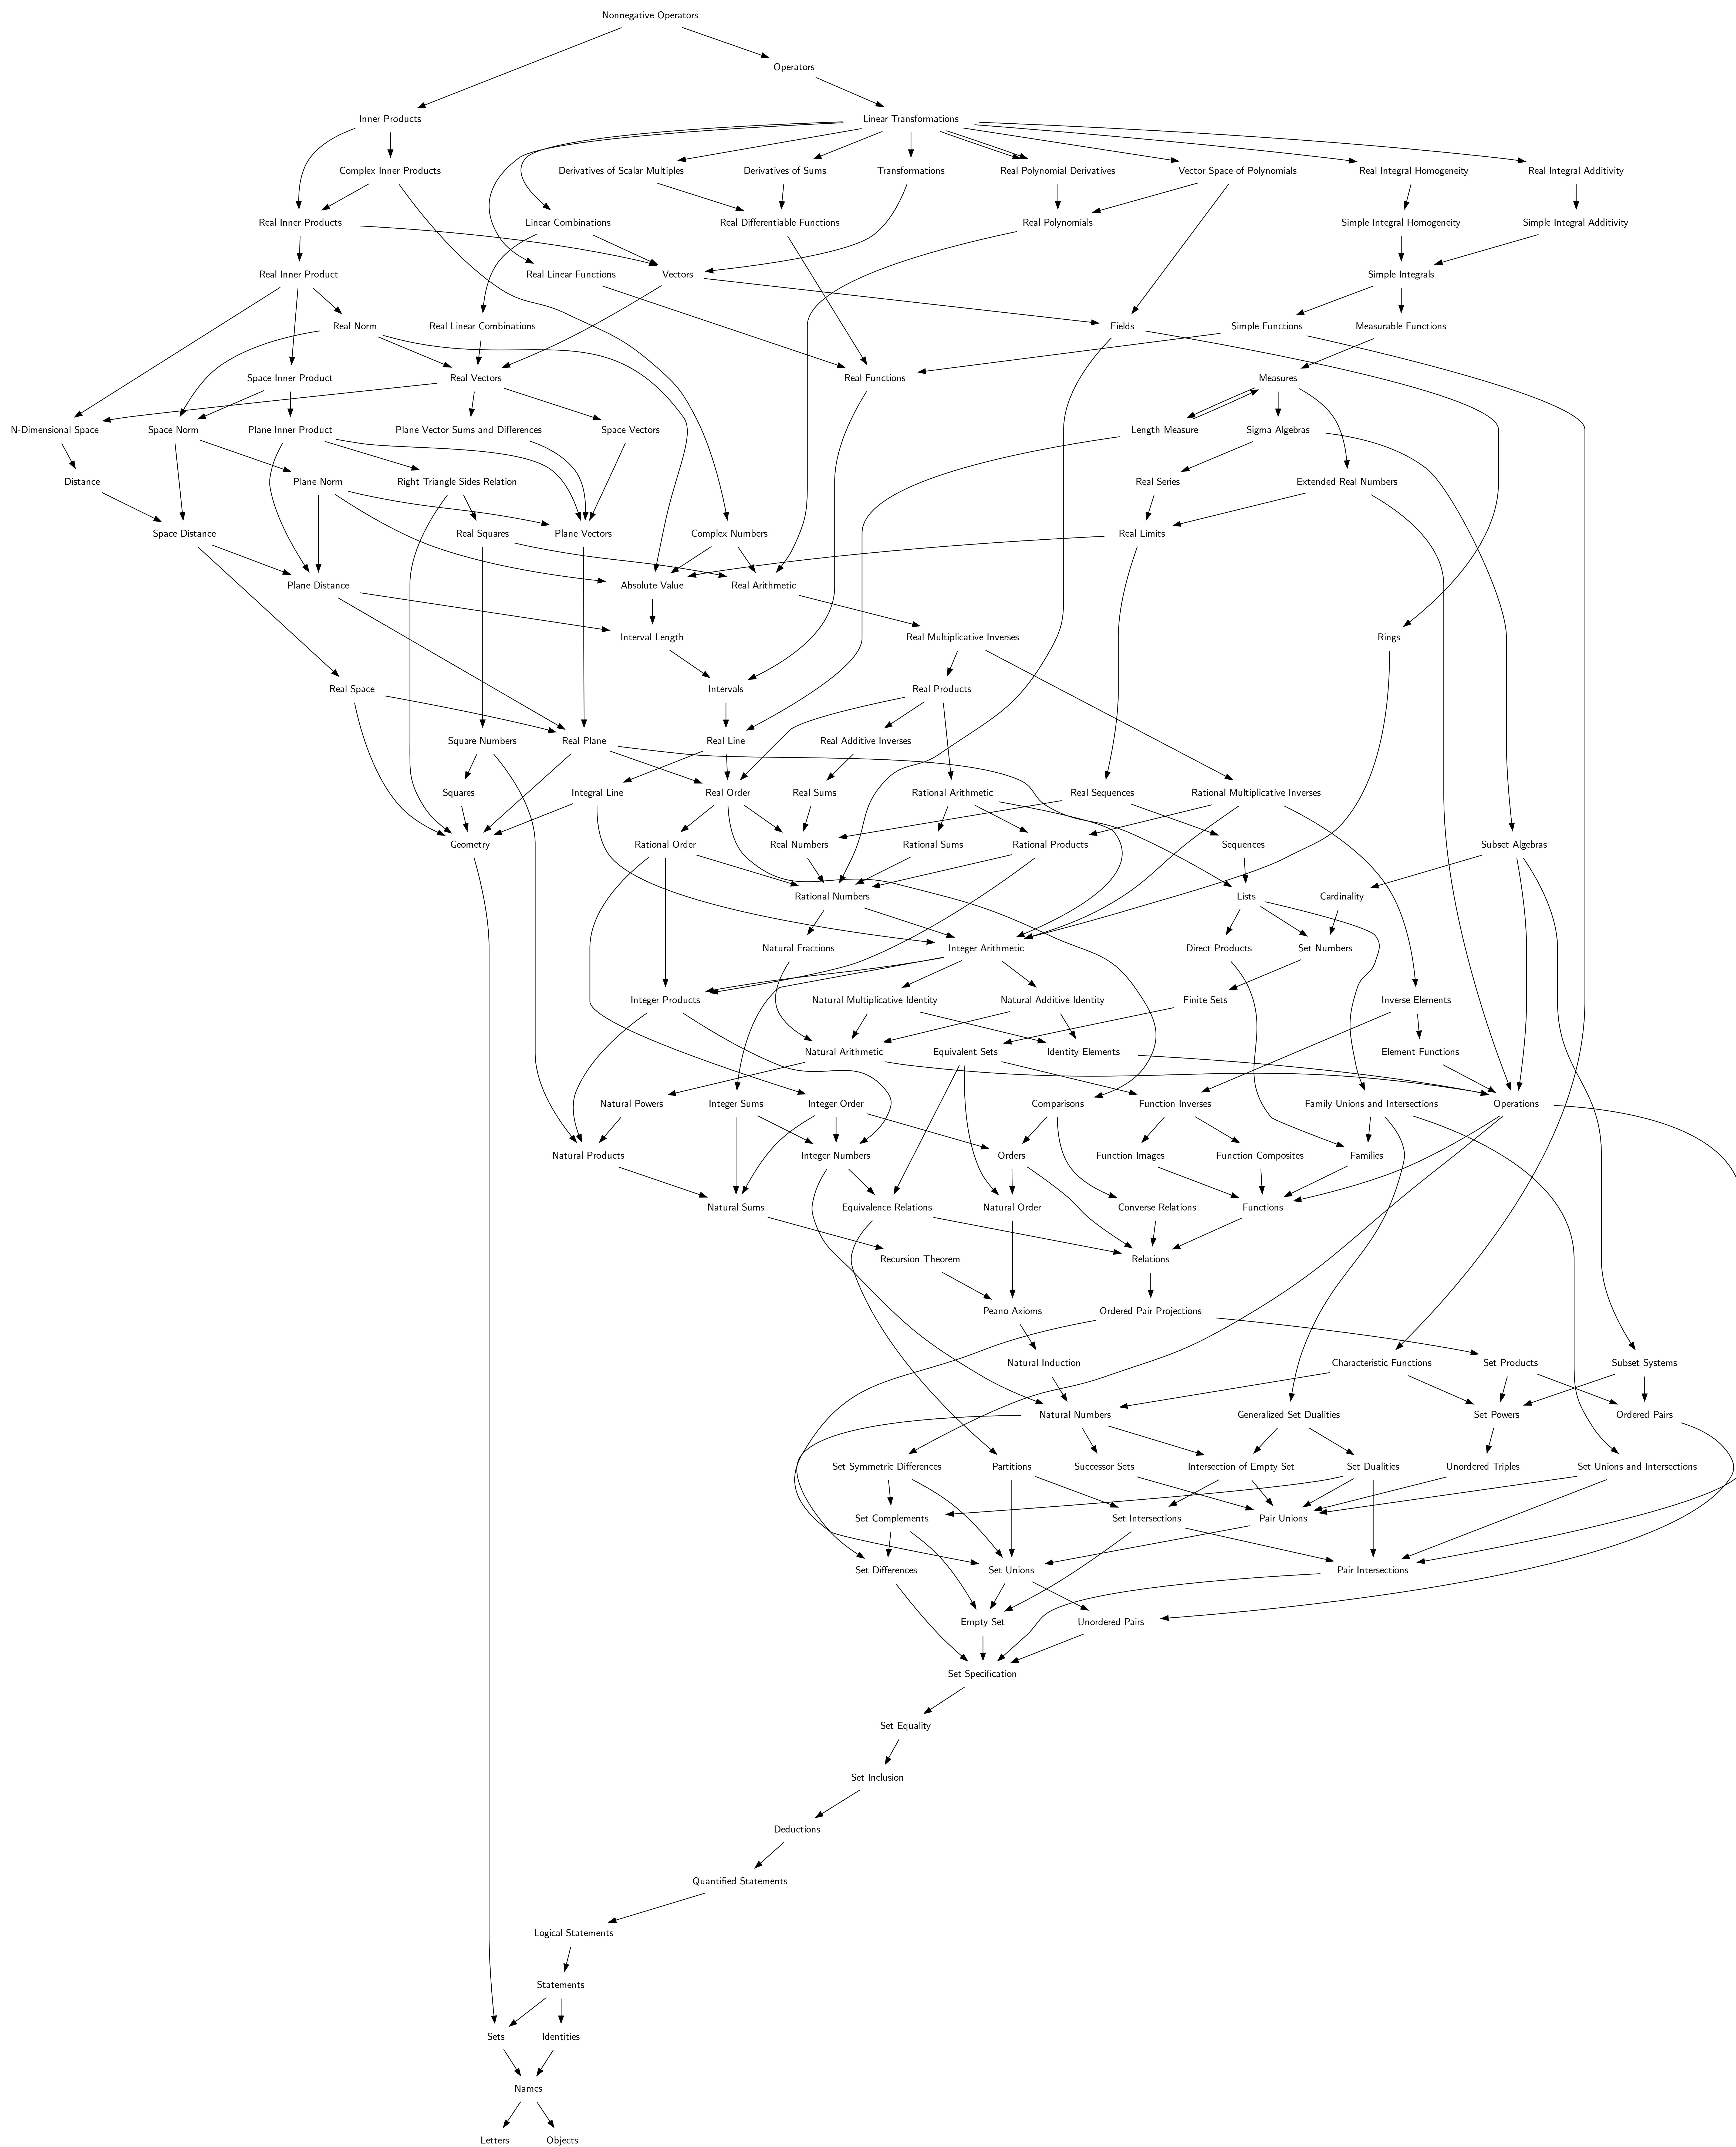 Nonnegative Operators
Operators
Inner Products
Linear Transformations
Complex Inner Products
Derivatives of Scalar Multiples
Derivatives of Sums
Transformations
Real Polynomial Derivatives
Vector Space of Polynomials
Real Integral Homogeneity
Real Integral Additivity
Real Inner Products
Linear Combinations
Real Differentiable Functions
Real Polynomials
Simple Integral Homogeneity
Simple Integral Additivity
Real Inner Product
Real Linear Functions
Vectors
Simple Integrals
Real Norm
Real Linear Combinations
Fields
Simple Functions
Measurable Functions
Space Inner Product
Real Vectors
Real Functions
Measures
N-Dimensional Space
Space Norm
Plane Inner Product
Plane Vector Sums and Differences
Space Vectors
Length Measure
Sigma Algebras
Distance
Plane Norm
Right Triangle Sides Relation
Real Series
Extended Real Numbers
Space Distance
Real Squares
Plane Vectors
Complex Numbers
Real Limits
Plane Distance
Absolute Value
Real Arithmetic
Interval Length
Real Multiplicative Inverses
Rings
Real Space
Intervals
Real Products
Square Numbers
Real Plane
Real Line
Real Additive Inverses
Squares
Integral Line
Real Order
Real Sums
Rational Arithmetic
Real Sequences
Rational Multiplicative Inverses
Geometry
Rational Order
Real Numbers
Rational Sums
Rational Products
Sequences
Subset Algebras
Rational Numbers
Lists
Cardinality
Natural Fractions
Integer Arithmetic
Direct Products
Set Numbers
Integer Products
Natural Multiplicative Identity
Natural Additive Identity
Finite Sets
Inverse Elements
Natural Arithmetic
Equivalent Sets
Identity Elements
Element Functions
Natural Powers
Integer Sums
Integer Order
Comparisons
Function Inverses
Family Unions and Intersections
Operations
Natural Products
Integer Numbers
Orders
Function Images
Function Composites
Families
Natural Sums
Equivalence Relations
Natural Order
Converse Relations
Functions
Recursion Theorem
Relations
Peano Axioms
Ordered Pair Projections
Natural Induction
Characteristic Functions
Set Products
Subset Systems
Natural Numbers
Generalized Set Dualities
Set Powers
Ordered Pairs
Set Symmetric Differences
Partitions
Successor Sets
Intersection of Empty Set
Set Dualities
Unordered Triples
Set Unions and Intersections
Set Complements
Set Intersections
Pair Unions
Set Differences
Set Unions
Pair Intersections
Empty Set
Unordered Pairs
Set Specification
Set Equality
Set Inclusion
Deductions
Quantified Statements
Logical Statements
Statements
Sets
Identities
Names
Letters
Objects